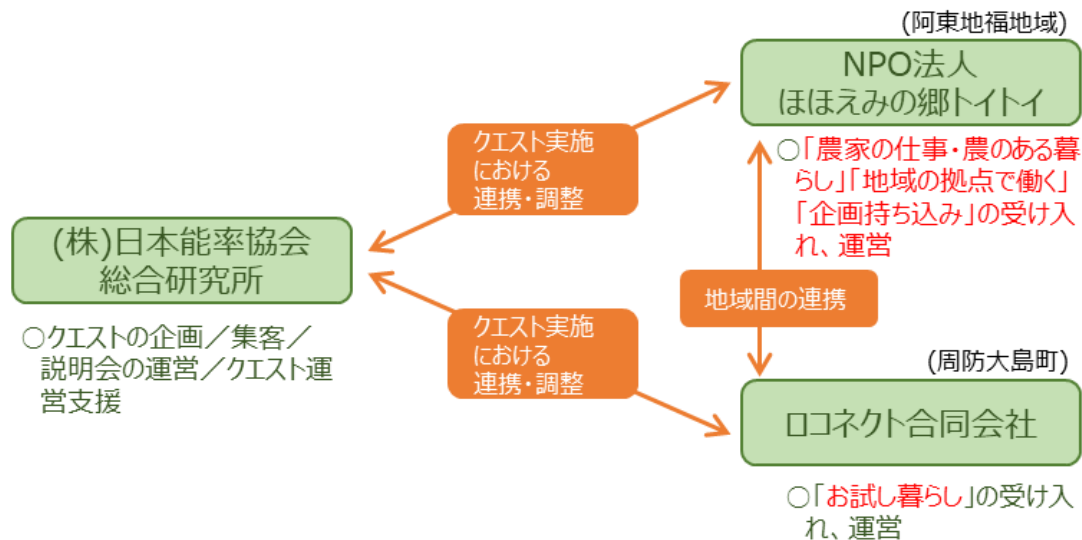 (阿東地福地域)
NPO法人
ほほえみの郷トイトイ
○「農家の仕事・農のある暮
らし」「地域の拠点で働く」
「企画持ち込み」の受け入
れ、運営
クエスト実施
における
連携・調整
(株)日本能率協会
総合研究所
○クエストの企画／集客／
説明会の運営／クエスト運
営支援
地域間の連携
クエスト実施
における
連携・調整
(周防大島町)
ロコネクト合同会社
○「お試し暮らし」の受け入
れ、運営